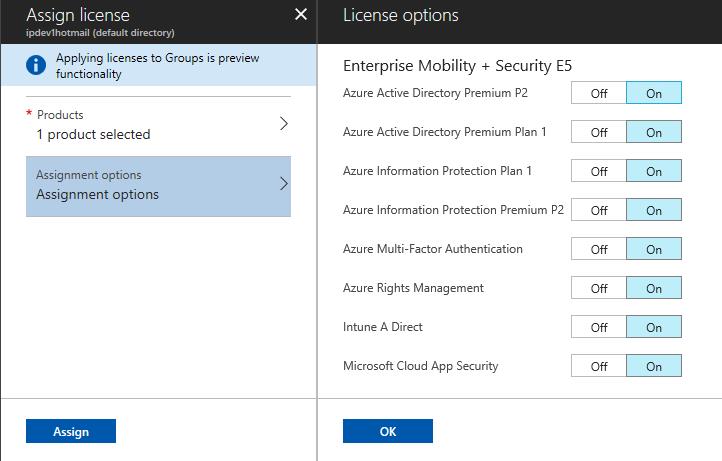 Assign license
ipdev1hotmail (default directory)
Applying licenses to Groups is preview
functionality
* Products
1 product selected
Assignment options
Assignment options
Assign
License options
Enterprise Mobility + Security E5
Azure Active Directory Premium P2 Off On
Azure Active Directory Premium Plan 1 Off On
Azure Information Protection Plan 1 Off On
Azure Information Protection Premium P2 Off On
Azure Multi-Factor Authentication Off On
Azure Rights Management Off On
Intune A Direct Off On
Microsoft Cloud App Security Off On
OK